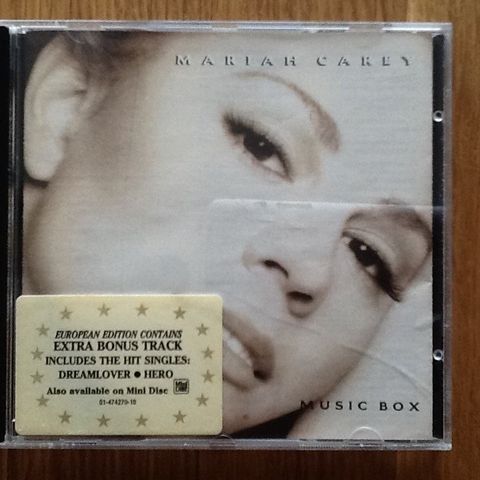 MARIAH CAREY
EUROPEAN EDITION CONTAINS
EXTRA BONUS TRACK
INCLUDES THE HIT SINGLES:
DREAMLOVER ● HERO
Also available on Mini Disc
01-474270-10
MUSIC BOX